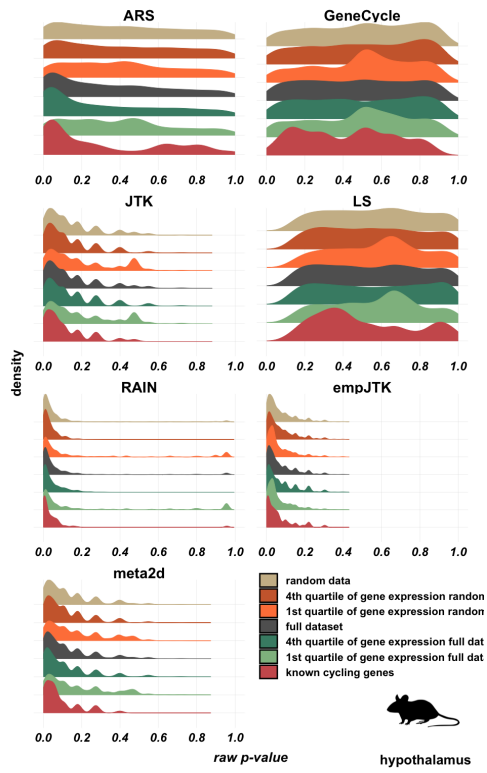 ARS GeneCycle
0.0 0.2 0.4 0.6 0.8 1.0 0.0 0.2 0.4 0.6 0.8 1.0
JTK LS
0.0 0.2 0.4 0.6 0.8 1.0 0.0 0.2 0.4 0.6 0.8 1.0
density
RAIN empJTK
0.0 0.2 0.4 0.6 0.8 1.0 0.0 0.2 0.4 0.6 0.8 1.0
meta2d
0.0 0.2 0.4 0.6 0.8 1.0
raw p-value
random data
4th quartile of gene expression random
1st quartile of gene expression random
full dataset
4th quartile of gene expression full dat
1st quartile of gene expression full dat
known cycling genes
hypothalamus